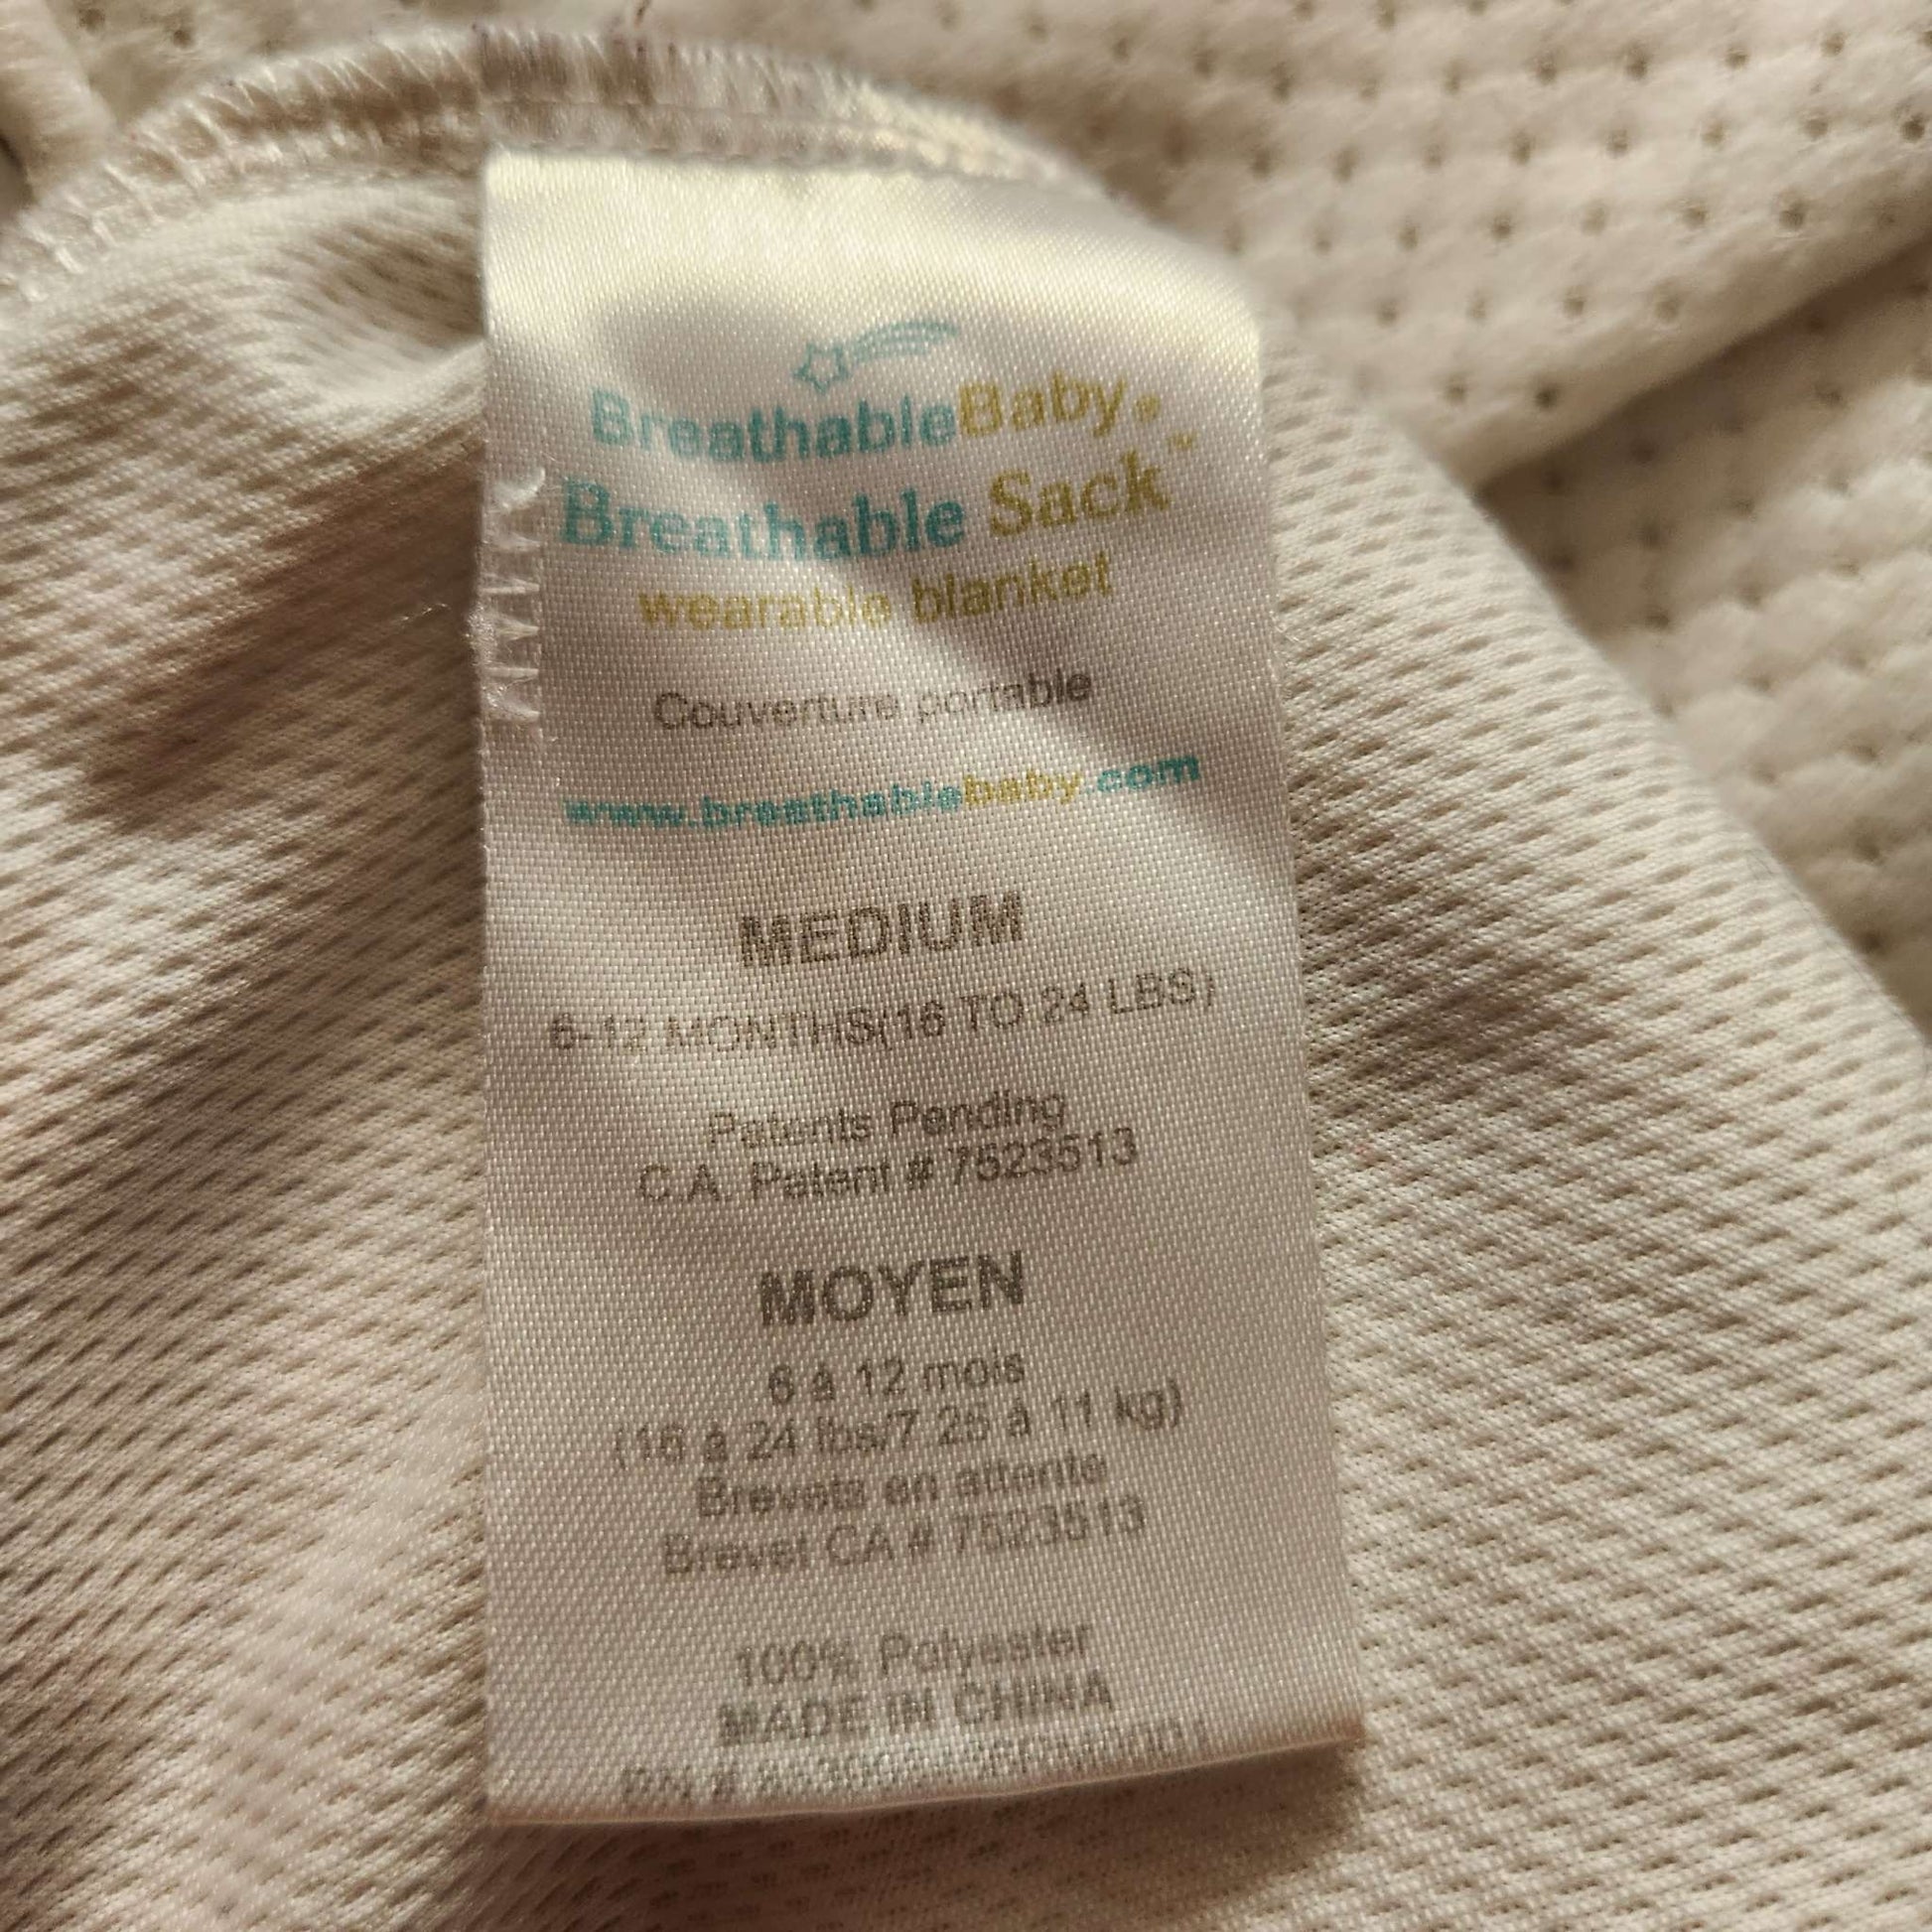 BreathableBaby®
Breathable Sack™
wearable blanket
Couverture portable
www.breathablebaby.com
MEDIUM
6-12 MONTHS(16 TO 24 LBS)
Patents Pending
C.A. Patent # 7523513
MOYEN
6 à 12 mois
(16 à 24 lbs/7.25 à 11 kg)
Brevets en attente
Brevet CA # 7523513
100% Polyester
MADE IN CHINA